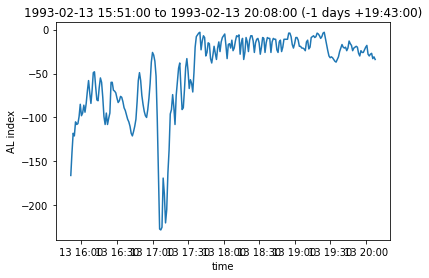 1993-02-13 15:51:00 to 1993-02-13 20:08:00 (-1 days +19:43:00)
0
−50
−100
−150
−200
AL index
13 16:00 13 16:30 13 17:00 13 17:30 13 18:00 13 18:30 13 19:00 13 19:30 13 20:00
time